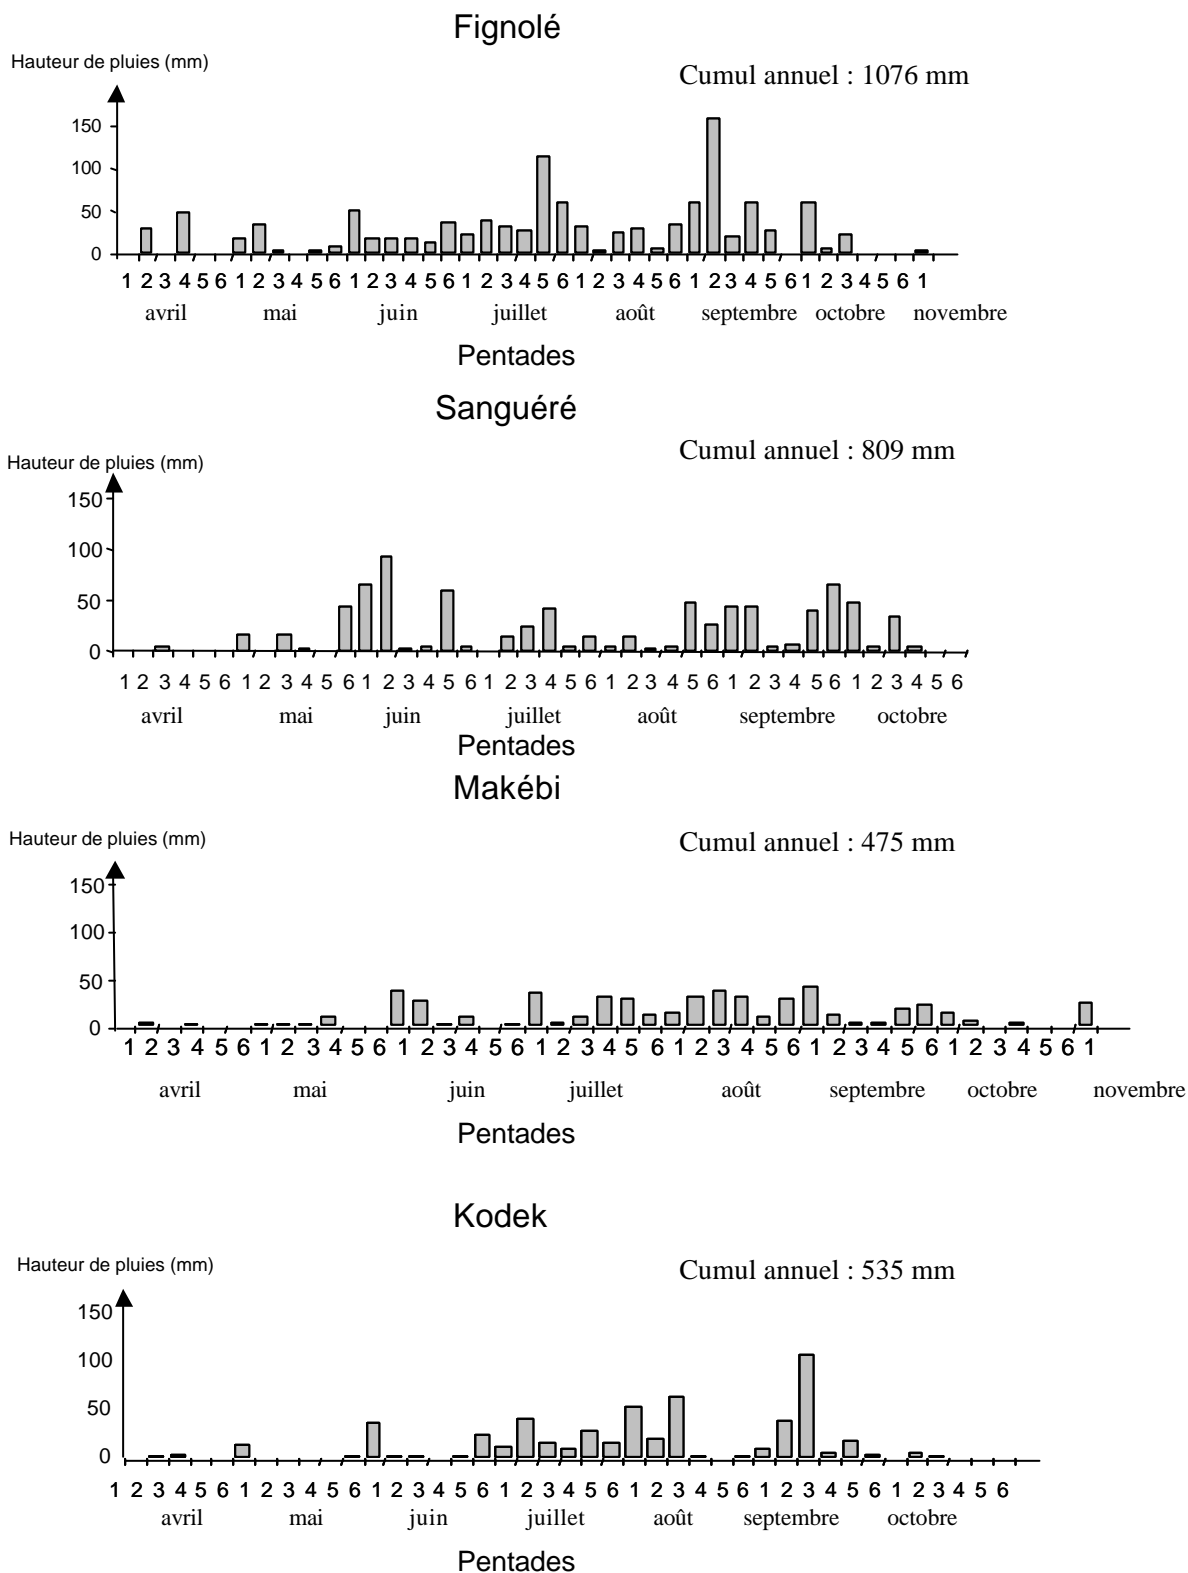 Fignolé
Hauteur de pluies (mm)
Cumul annuel : 1076 mm
150
100
50
0
1 2 3 4 5 6 1 2 3 4 5 6 1 2 3 4 5 6 1 2 3 4 5 6 1 2 3 4 5 6 1 2 3 4 5 6 1 2 3 4 5 6 1
avril mai juin juillet août septembre octobre novembre
Pentades
Sanguéré
Cumul annuel : 809 mm
Hauteur de pluies (mm)
150
100
50
0
1 2 3 4 5 6 1 2 3 4 5 6 1 2 3 4 5 6 1 2 3 4 5 6 1 2 3 4 5 6 1 2 3 4 5 6 1 2 3 4 5 6
avril mai juin juillet août septembre octobre
Pentades
Makébi
Hauteur de pluies (mm)
Cumul annuel : 475 mm
150
100
50
0
1 2 3 4 5 6 1 2 3 4 5 6 1 2 3 4 5 6 1 2 3 4 5 6 1 2 3 4 5 6 1 2 3 4 5 6 1 2 3 4 5 6 1
avril mai juin juillet août septembre octobre novembre
Pentades
Kodek
Hauteur de pluies (mm)
Cumul annuel : 535 mm
150
100
50
0
1 2 3 4 5 6 1 2 3 4 5 6 1 2 3 4 5 6 1 2 3 4 5 6 1 2 3 4 5 6 1 2 3 4 5 6 1 2 3 4 5 6
avril mai juin juillet août septembre octobre
Pentades